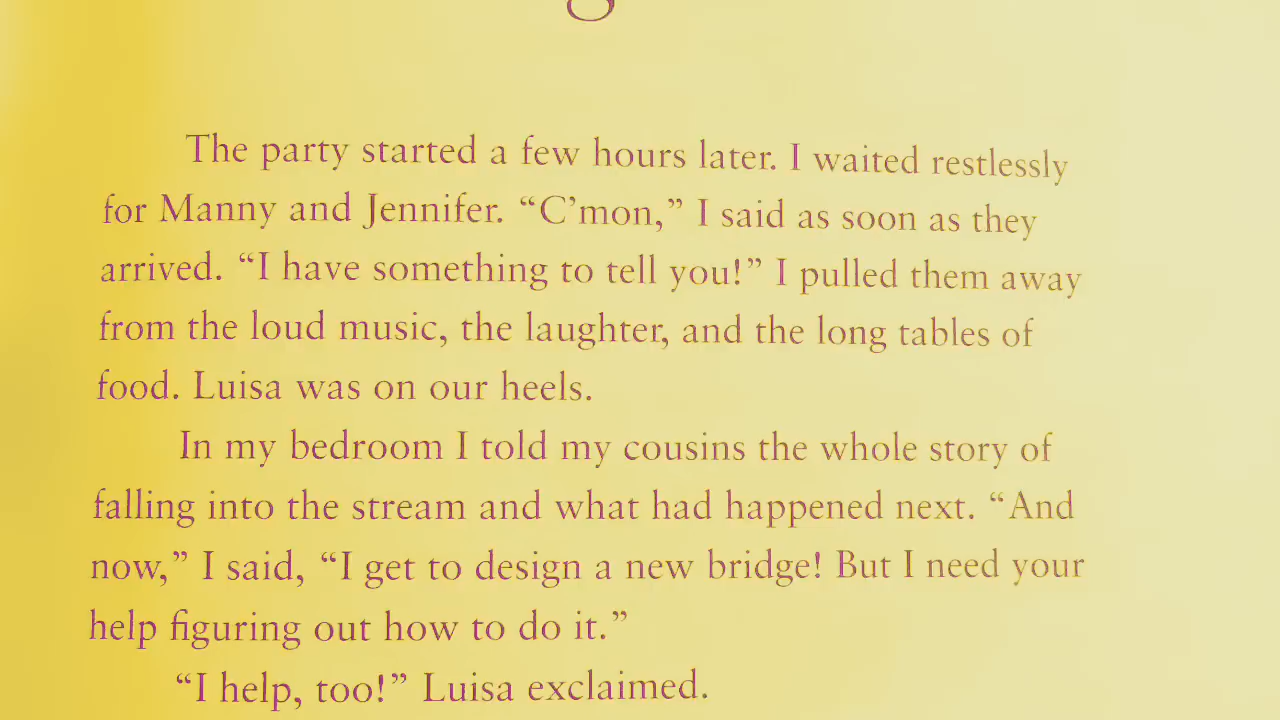 The party started a few hours later. I waited restlessly
for Manny and Jennifer. “C’mon,” I said as soon as they
arrived. “I have something to tell you!” I pulled them away
from the loud music, the laughter, and the long tables of
food. Luisa was on our heels.
In my bedroom I told my cousins the whole story of
falling into the stream and what had happened next. “And
now,” I said, “I get to design a new bridge! But I need your
help figuring out how to do it.”
“I help, too!” Luisa exclaimed.